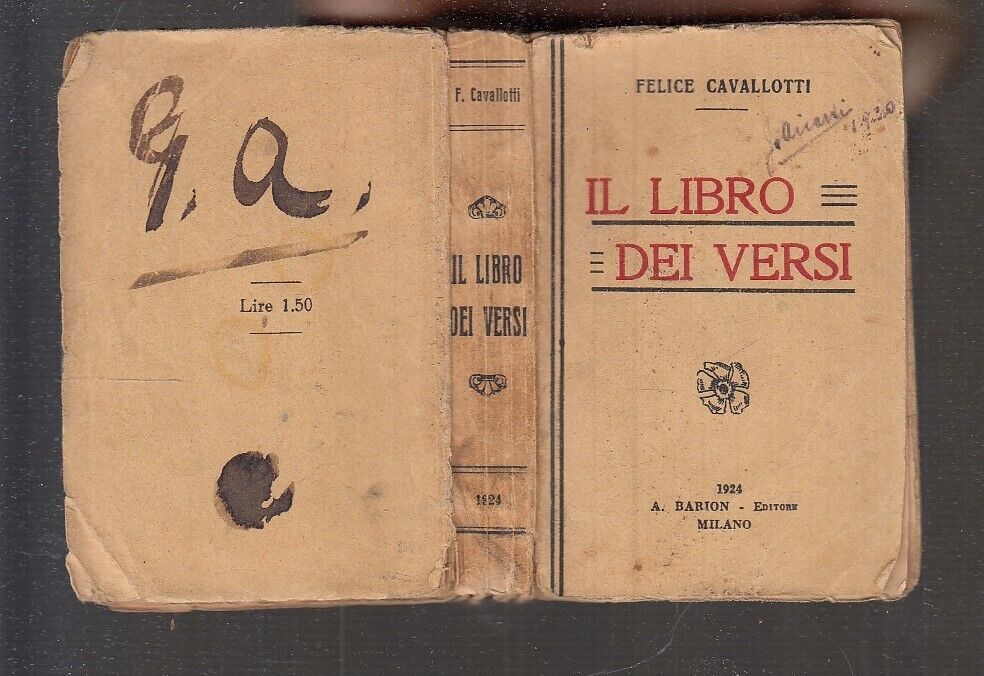 G. a.
Lire 1.50
F. Cavallotti
IL LIBRO
DEI VERSI
1924
FELICE CAVALLOTTI
1920
IL LIBRO
DEI VERSI
1924
A. BARION - EDITORE
MILANO